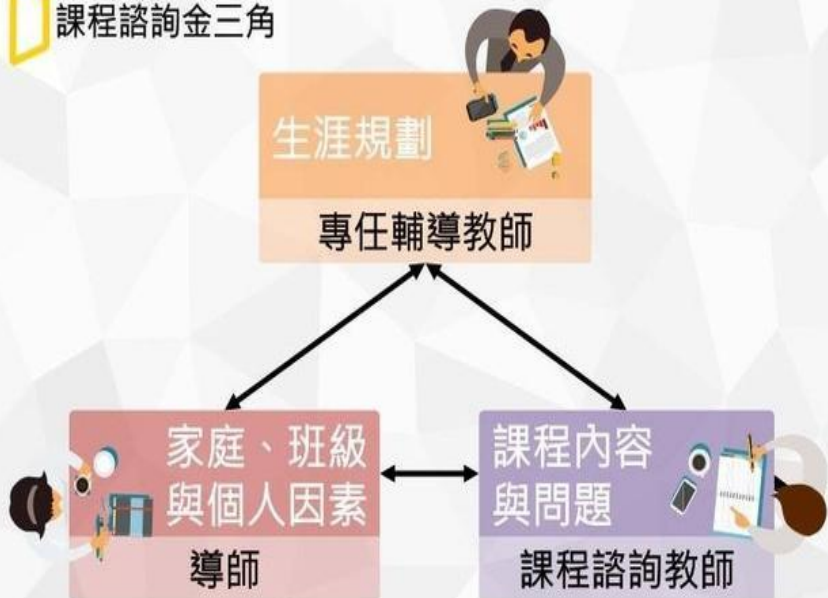 課程諮詢金三角
生涯規劃
專任輔導教師
家庭、班級
與個人因素
導師
課程內容
與問題
課程諮詢教師